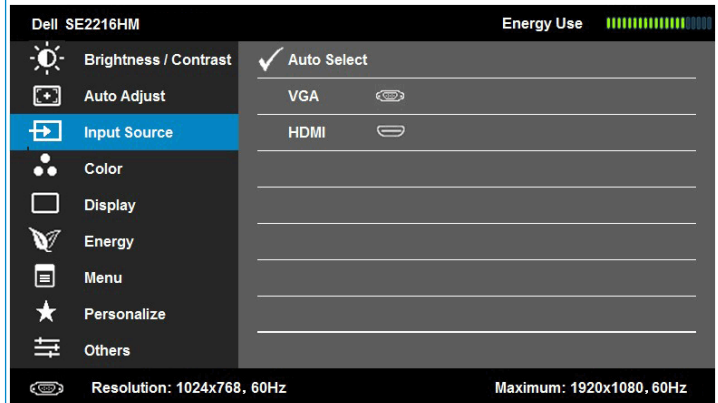 Dell SE2216HM
Energy Use
Brightness / Contrast
Auto Select
Auto Adjust
VGA
Input Source
HDMI
Color
Display
Energy
Menu
Personalize
Others
Resolution: 1024x768, 60Hz
Maximum: 1920x1080, 60Hz